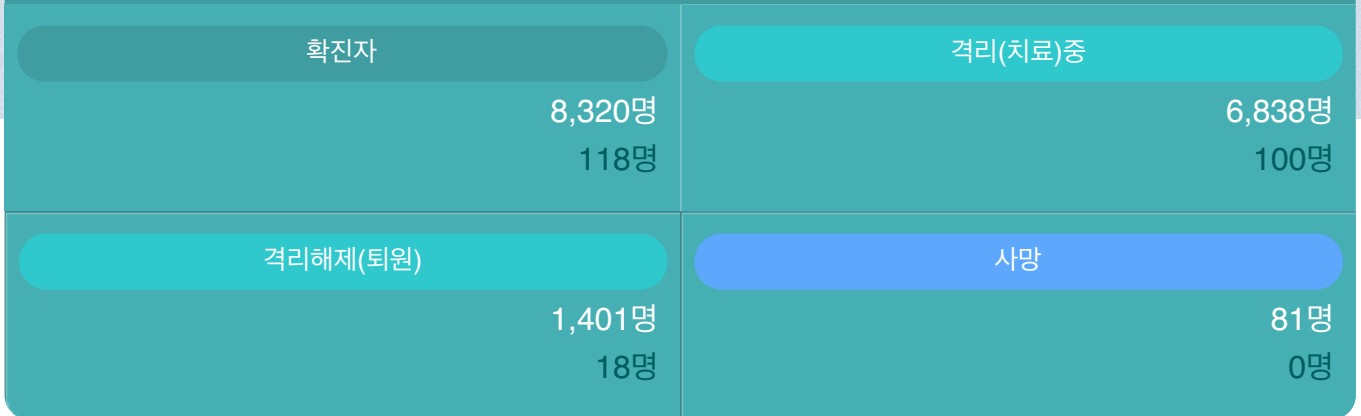 확진자
8,320명
118명
격리(치료)중
6,838명
100명
격리해제(퇴원)
1,401명
18명
사망
81명
0명